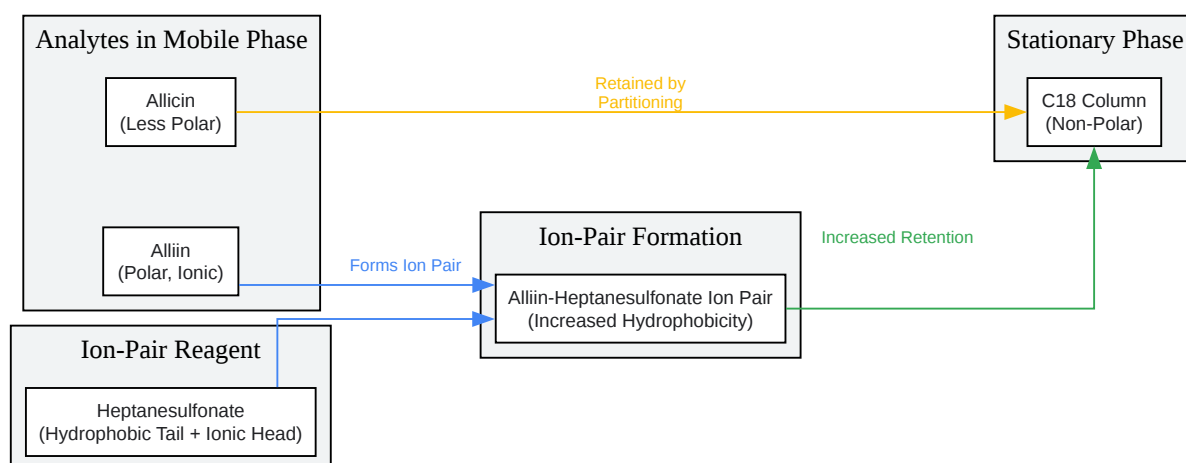 Analytes in Mobile Phase
Allicin
(Less Polar)
Alliin
(Polar, Ionic)
Ion-Pair Reagent
Heptanesulfonate
(Hydrophobic Tail + Ionic Head)
Forms Ion Pair
Ion-Pair Formation
Alliin-Heptanesulfonate Ion Pair
(Increased Hydrophobicity)
Retained by
Partitioning
Increased Retention
Stationary Phase
C18 Column
(Non-Polar)